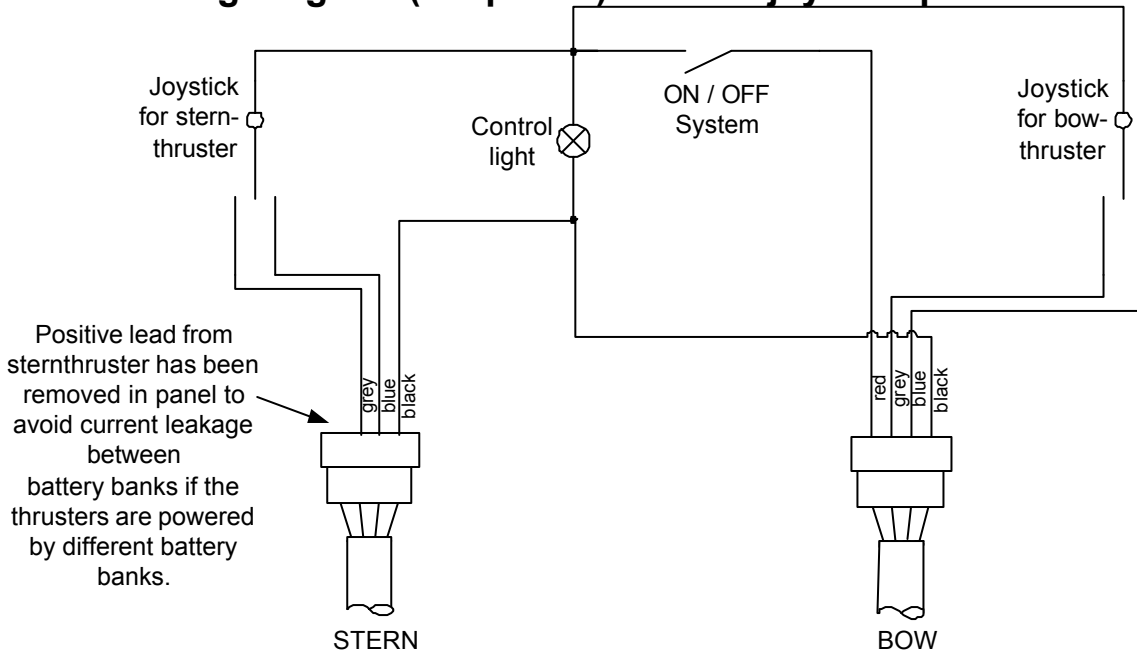 Joystick
for stern-
thruster
Control
light
ON / OFF
System
Joystick
for bow-
thruster
Positive lead from
sternthruster has been
removed in panel to
avoid current leakage
between
battery banks if the
thrusters are powered
by different battery
banks.
grey
blue
black
red
grey
blue
black
STERN
BOW